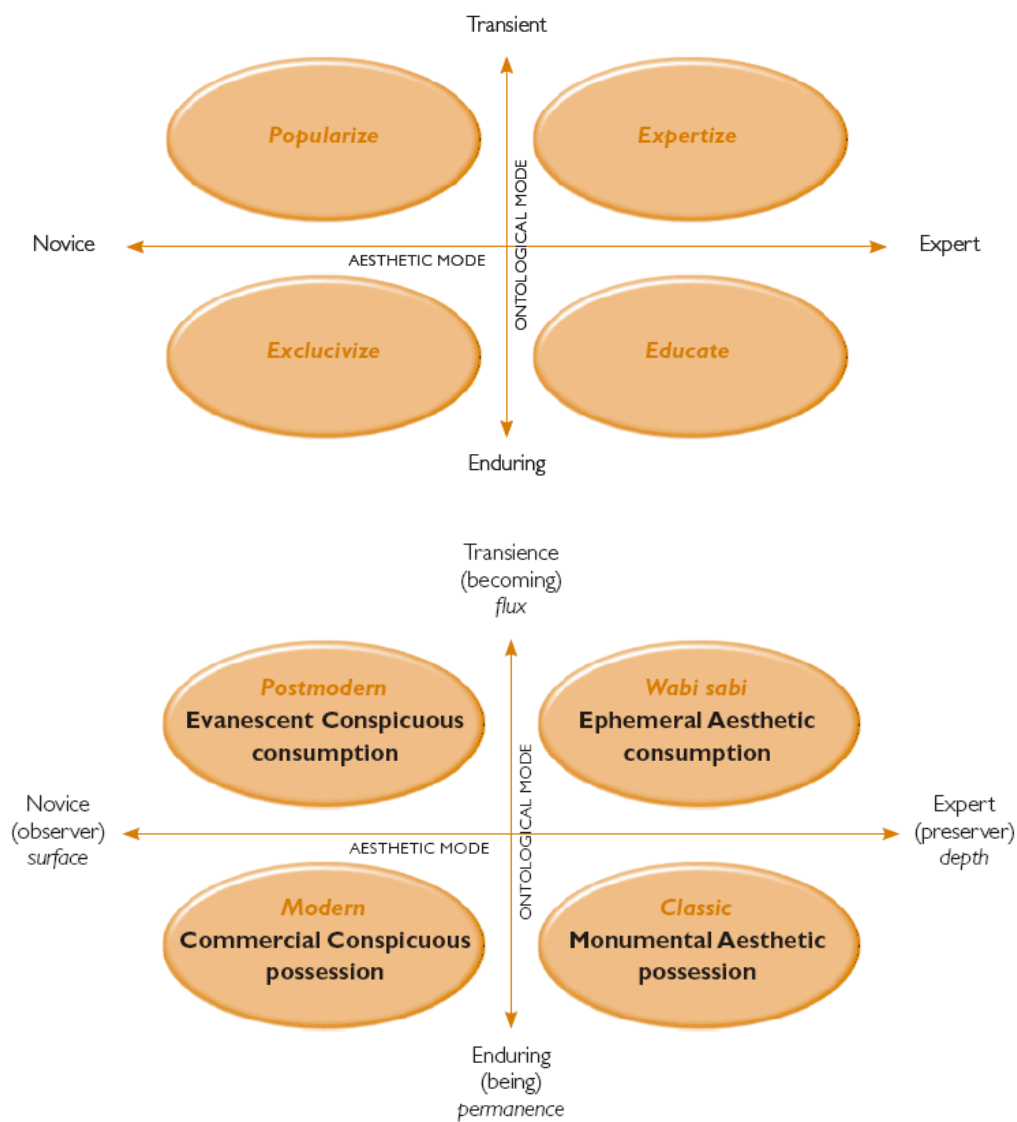 Transient
Popularize
Expertize
ONTOLOGICAL MODE
Novice
Expert
AESTHETIC MODE
Exclucivize
Educate
Enduring
Transience
(becoming)
flux
Postmodern
Evanescent Conspicuous
consumption
Wabi sabi
Ephemeral Aesthetic
consumption
ONTOLOGICAL MODE
Novice
(observer)
surface
Expert
(preserver)
depth
AESTHETIC MODE
Modern
Commercial Conspicuous
possession
Classic
Monumental Aesthetic
possession
Enduring
(being)
permanence